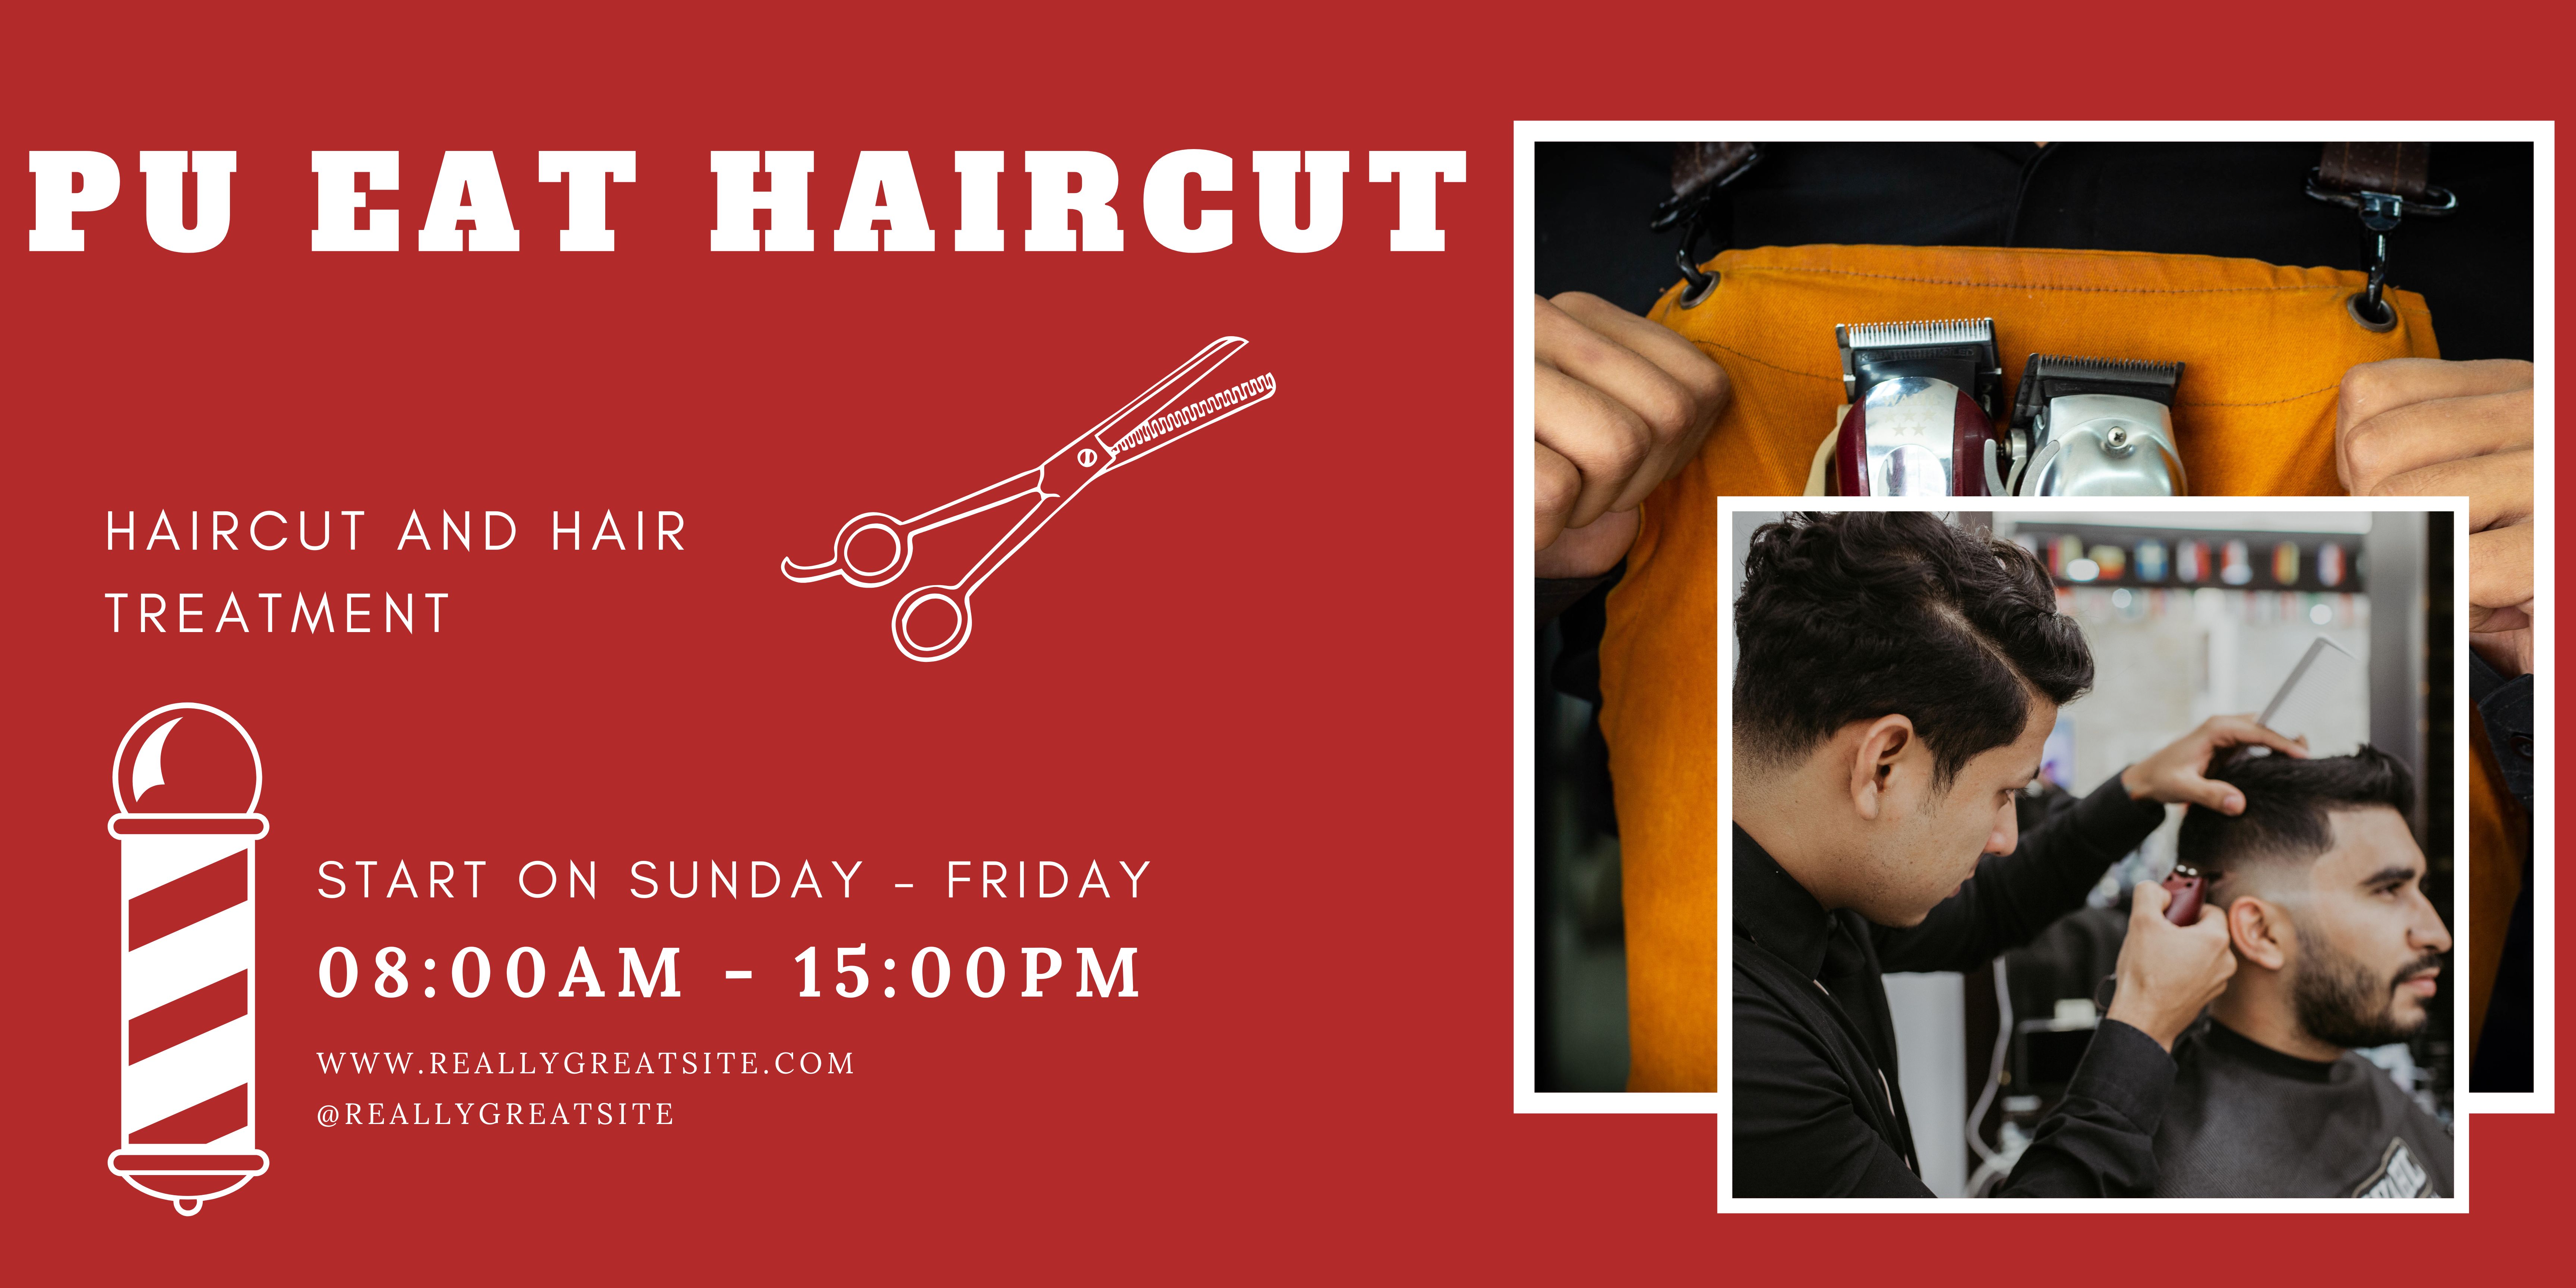 PU EAT HAIRCUT
HAIRCUT AND HAIR
TREATMENT
START ON SUNDAY - FRIDAY
08:00AM - 15:00PM
WWW.REALLYGREATSITE.COM
@REALLYGREATSITE